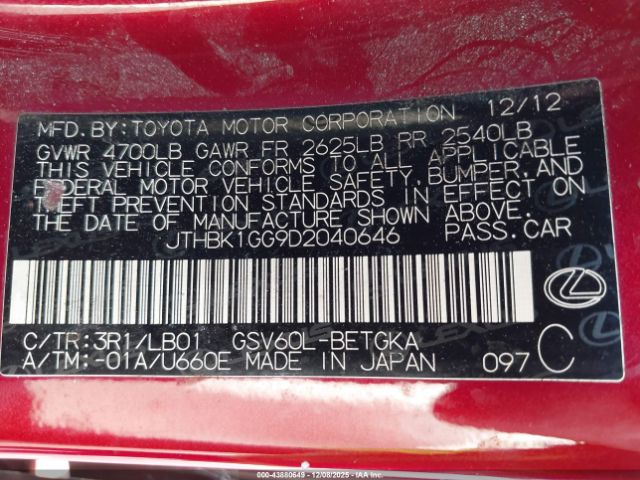 MFD.BY:TOYOTA MOTOR CORPORATION 12/12
GVWR 4700LB GAWR FR 2625LB RR 2540LB
THIS VEHICLE CONFORMS TO ALL APPLICABLE
FEDERAL MOTOR VEHICLE SAFETY, BUMPER, AND
THEFT PREVENTION STANDARDS IN EFFECT ON
THE DATE OF MANUFACTURE SHOWN ABOVE.
JTHBK1GG9D2040646 PASS.CAR
C/TR:3R1/LB01 GSV60L-BETGKA
A/TM:-01A/U660E MADE IN JAPAN 097 C
000-43880649 - 12/08/2025 - IAAI.COM